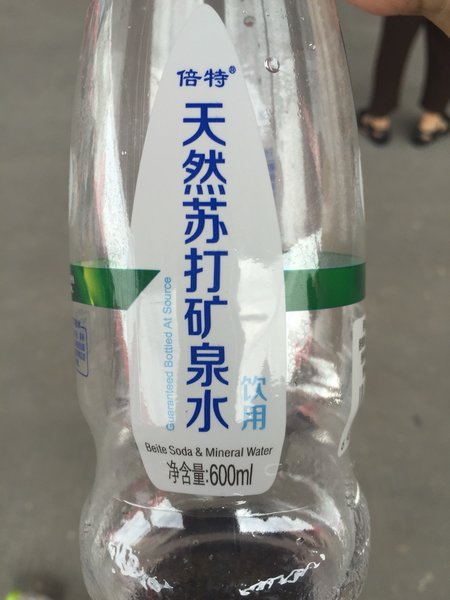 倍特®
天然苏打矿泉水
Guaranteed Bottled At Source
饮用
Beite Soda & Mineral Water
净含量:600ml